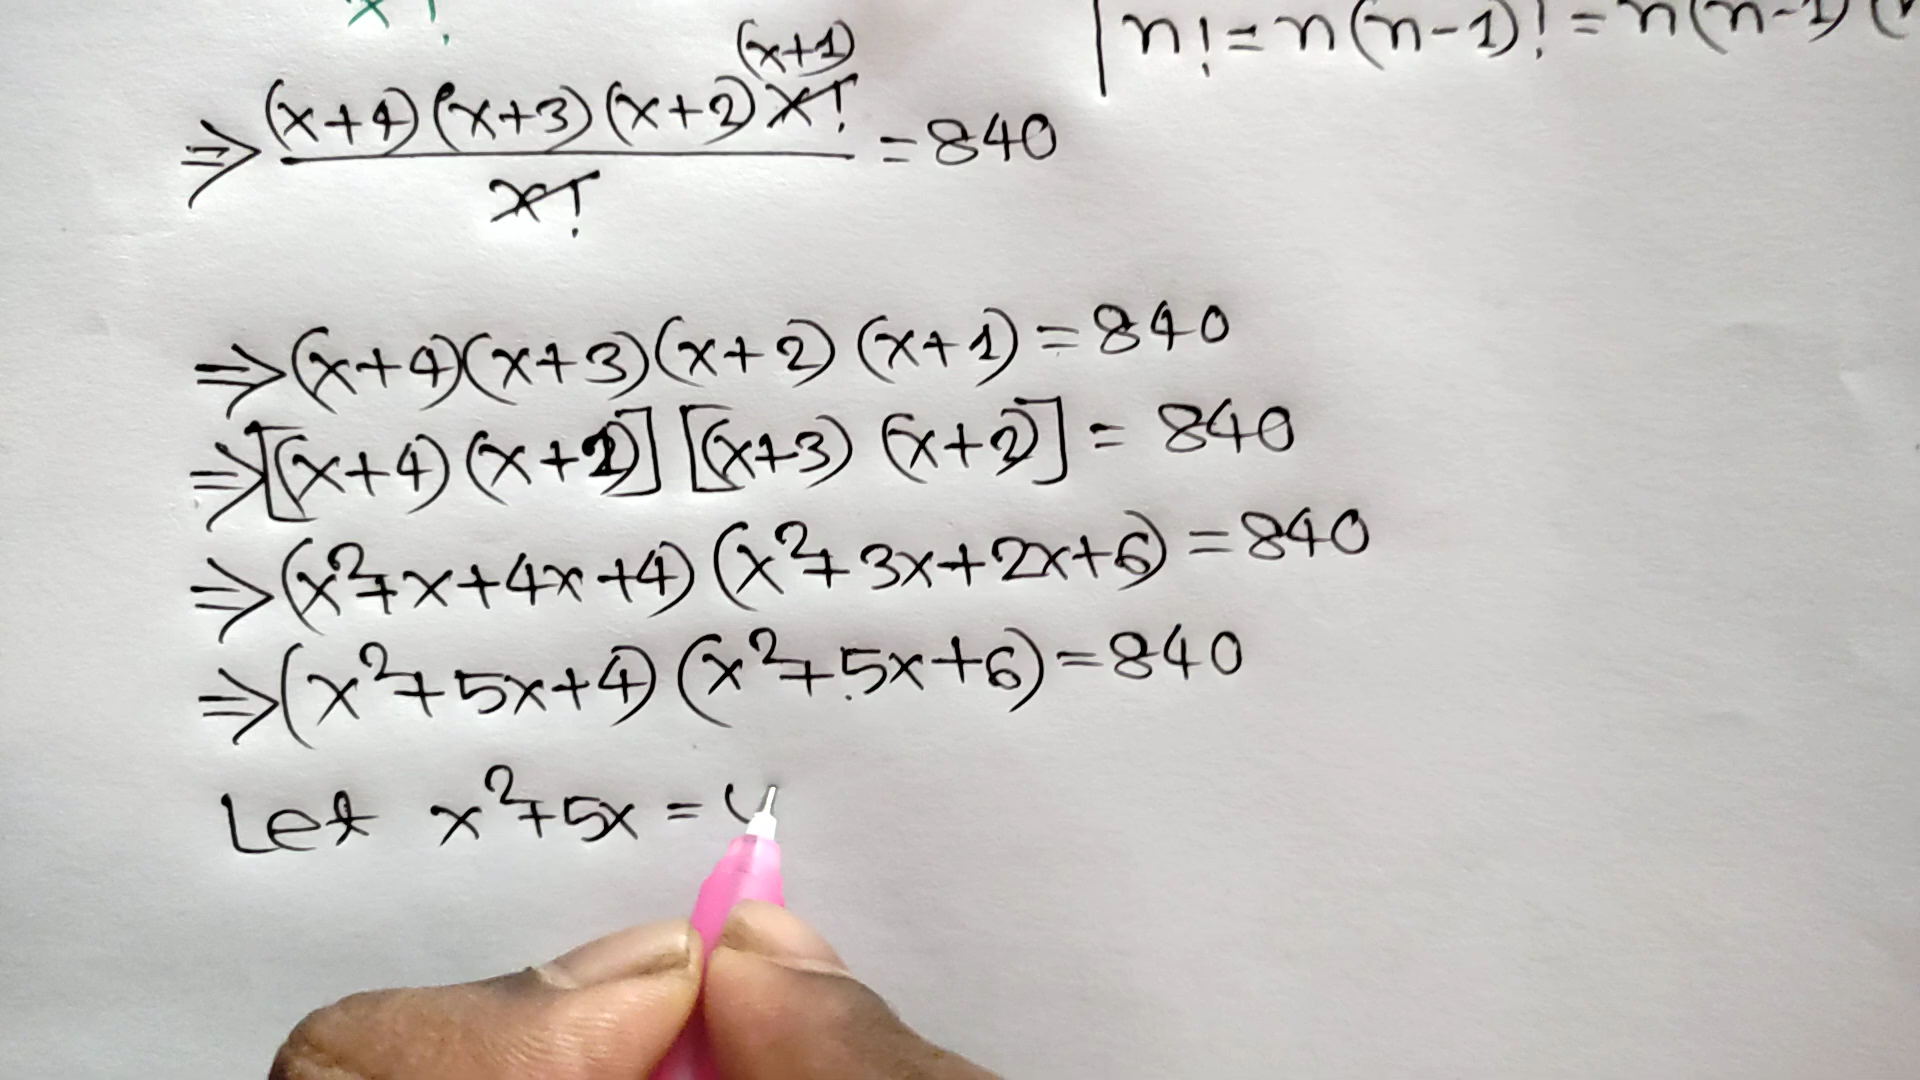 x!
n! = n(n-1)! = n(n-1)(
(x+1)
⇒ (x+4)(x+3)(x+2) x! / x! = 840
⇒ (x+4)(x+3)(x+2)(x+1) = 840
⇒ [(x+4)(x+1)] [(x+3)(x+2)] = 840
⇒ (x²+x+4x+4)(x²+3x+2x+6) = 840
⇒ (x²+5x+4)(x²+5x+6) = 840
Let x²+5x =